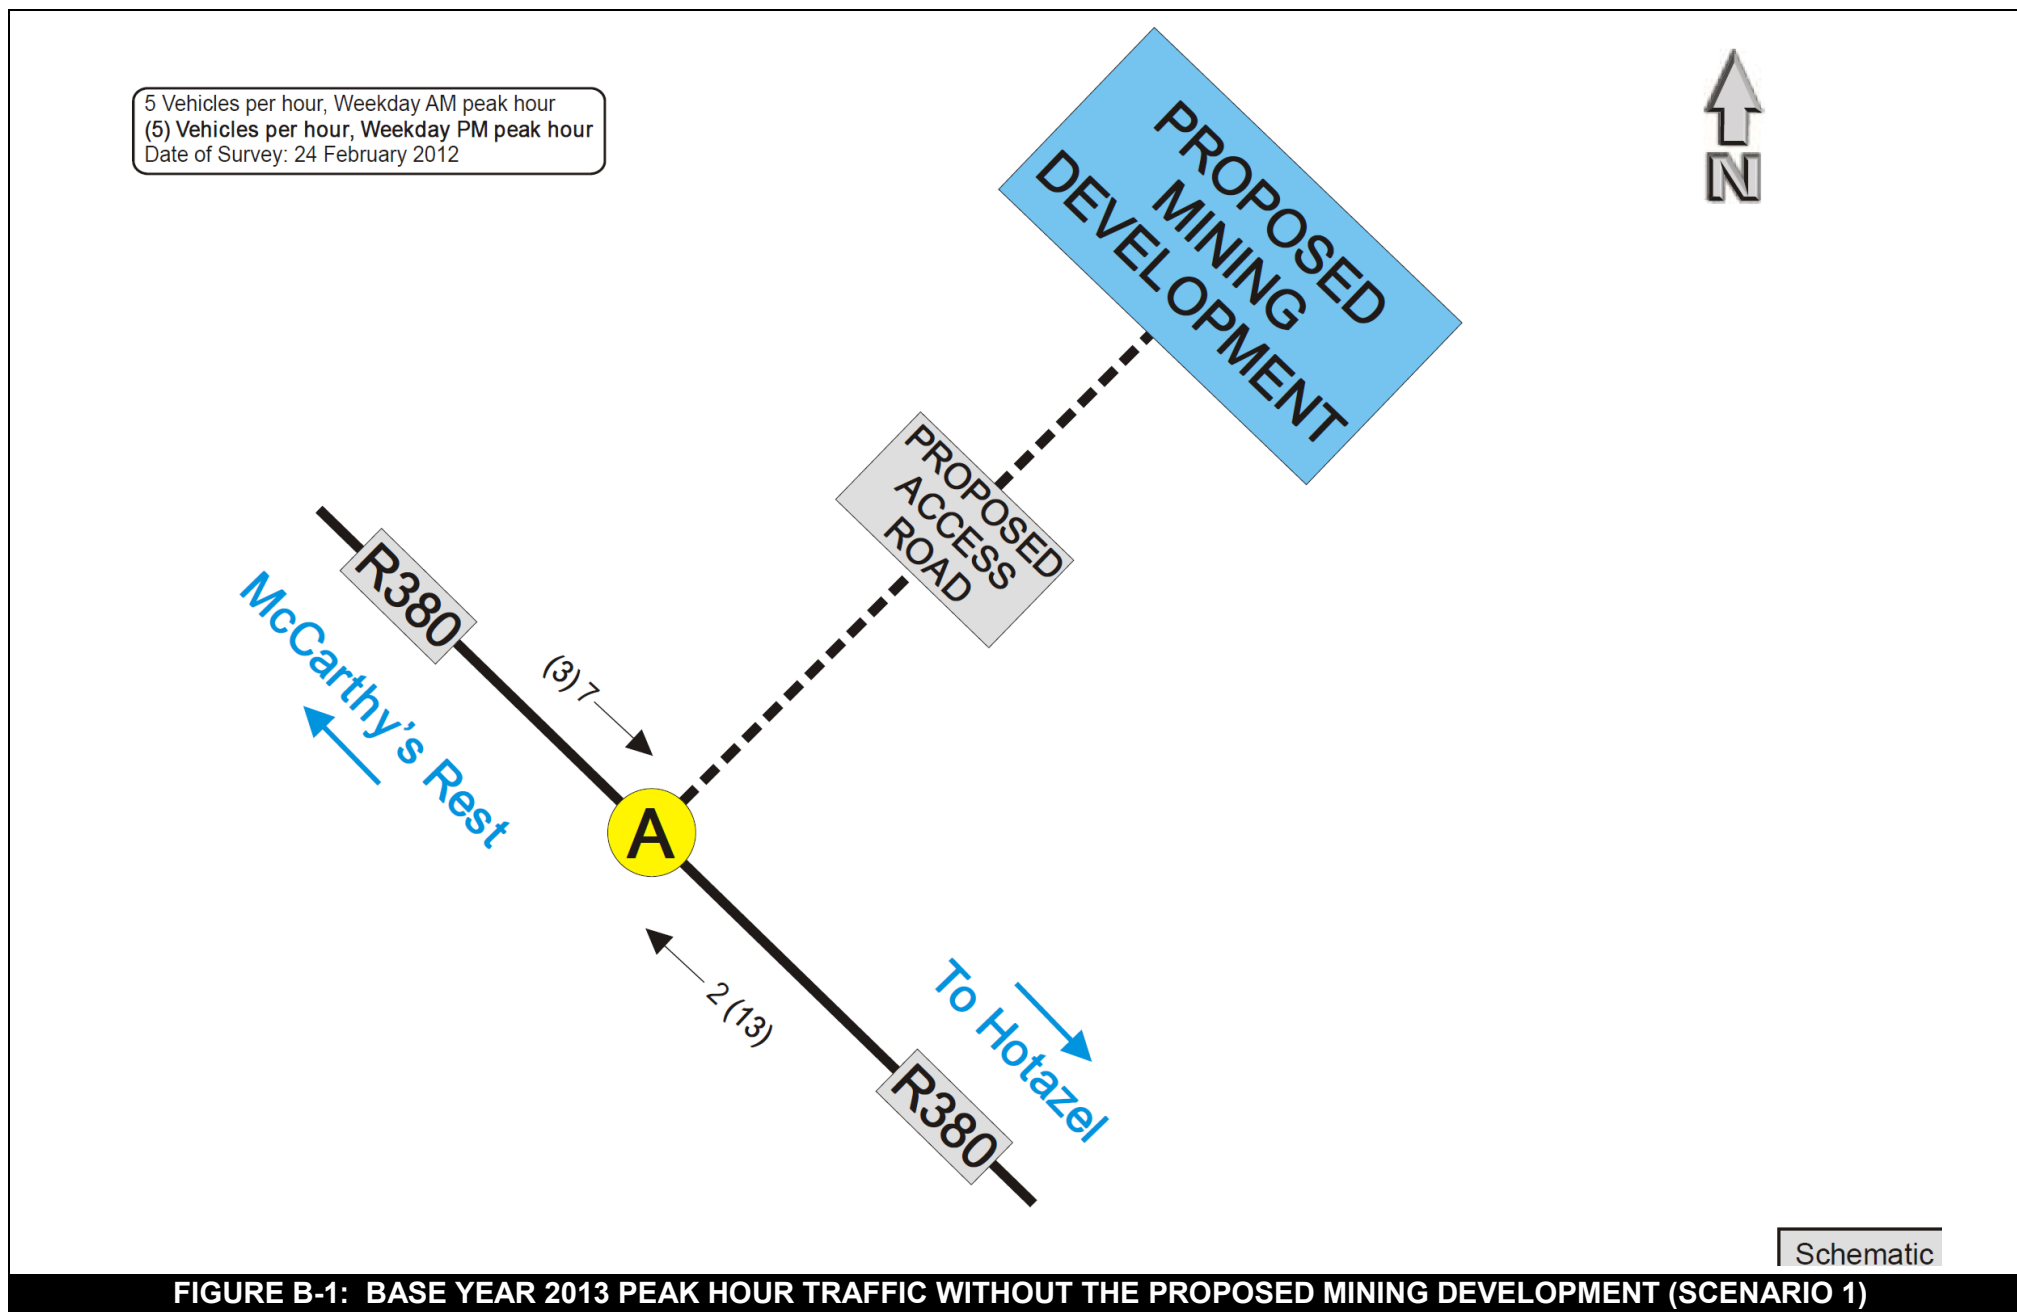 5 Vehicles per hour, Weekday AM peak hour
(5) Vehicles per hour, Weekday PM peak hour
Date of Survey: 24 February 2012
N
PROPOSED
MINING
DEVELOPMENT
PROPOSED
ACCESS
ROAD
R380
McCarthy's Rest
(3) 7
A
2 (13)
To Hotazel
R380
Schematic
FIGURE B-1: BASE YEAR 2013 PEAK HOUR TRAFFIC WITHOUT THE PROPOSED MINING DEVELOPMENT (SCENARIO 1)